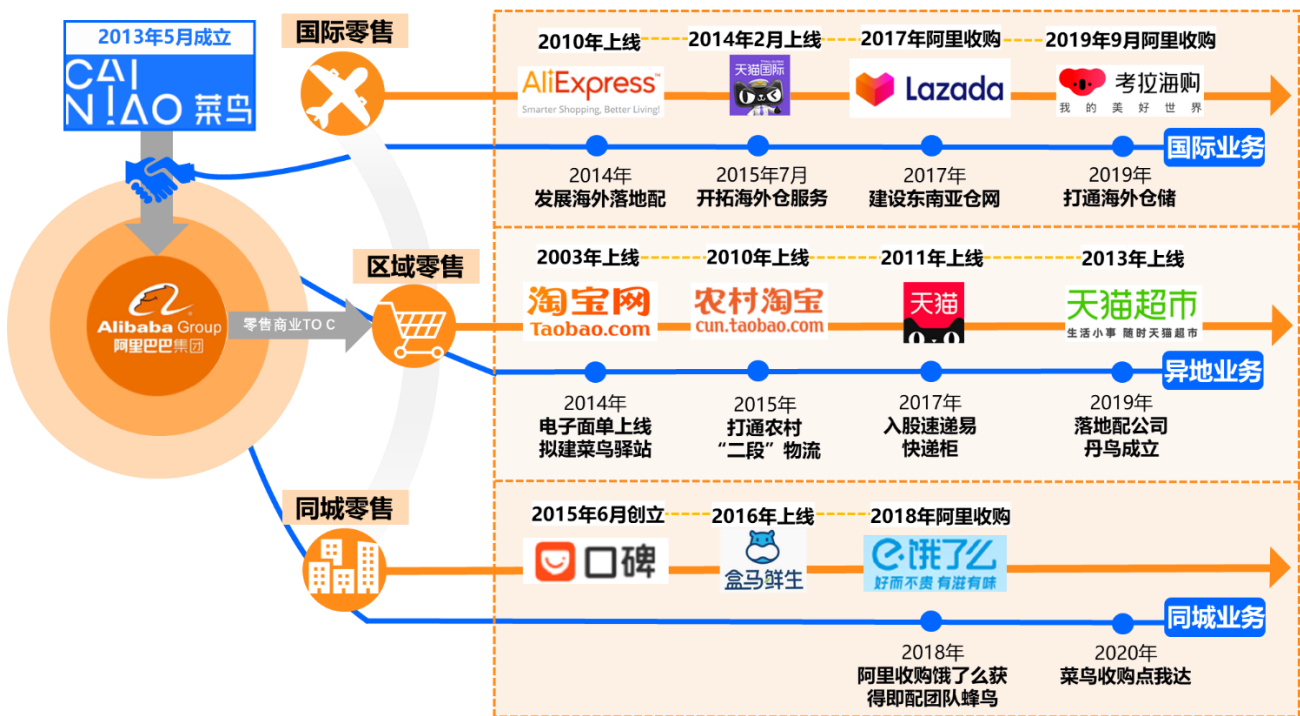 2013年5月成立
CAI
NIAO 菜鸟
Alibaba Group
阿里巴巴集团
零售商业TO C
国际零售
2010年上线
2014年2月上线
2017年阿里收购
2019年9月阿里收购
AliExpress™
Smarter Shopping, Better Living!
天猫国际
Lazada
考拉海购
我的美好世界
国际业务
2014年
发展海外落地配
2015年7月
开拓海外仓服务
2017年
建设东南亚仓网
2019年
打通海外仓储
区域零售
2003年上线
2010年上线
2011年上线
2013年上线
淘宝网
Taobao.com
农村淘宝
cun.taobao.com
天猫
天猫超市
生活小事 随时天猫超市
异地业务
2014年
电子面单上线
拟建菜鸟驿站
2015年
打通农村
“二段”物流
2017年
入股速递易
快递柜
2019年
落地配公司
丹鸟成立
同城零售
2015年6月创立
2016年上线
2018年阿里收购
口碑
盒马鲜生
饿了么
好而不贵 有滋有味
同城业务
2018年
阿里收购饿了么获
得即配团队蜂鸟
2020年
菜鸟收购点我达